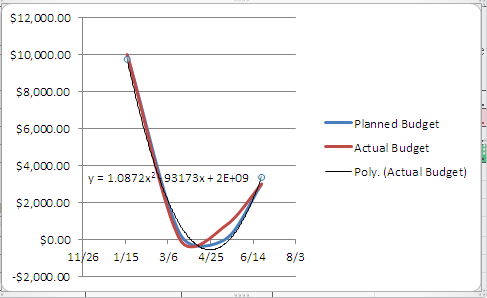 $12,000.00
$10,000.00
$8,000.00
$6,000.00
$4,000.00
$2,000.00
$0.00
-$2,000.00
11/26 1/15 3/6 4/25 6/14 8/3
y = 1.0872x² - 93173x + 2E+09
Planned Budget
Actual Budget
Poly. (Actual Budget)